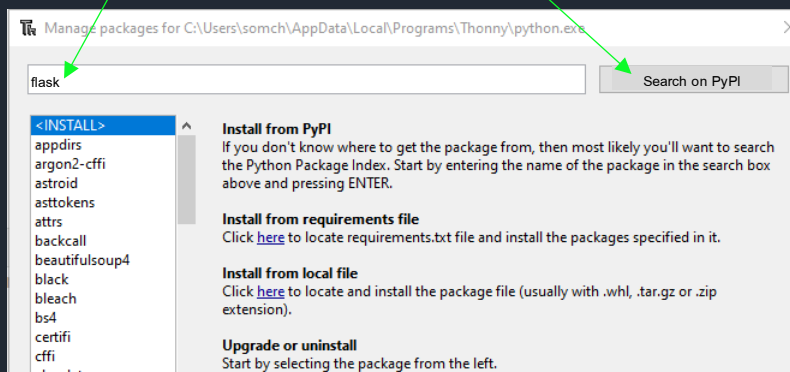 Manage packages for C:\Users\somch\AppData\Local\Programs\Thonny\python.exe
flask
Search on PyPI
<INSTALL>
appdirs
argon2-cffi
astroid
asttokens
attrs
backcall
beautifulsoup4
black
bleach
bs4
certifi
cffi
Install from PyPI
If you don't know where to get the package from, then most likely you'll want to search
the Python Package Index. Start by entering the name of the package in the search box
above and pressing ENTER.
Install from requirements file
Click here to locate requirements.txt file and install the packages specified in it.
Install from local file
Click here to locate and install the package file (usually with .whl, .tar.gz or .zip
extension).
Upgrade or uninstall
Start by selecting the package from the left.